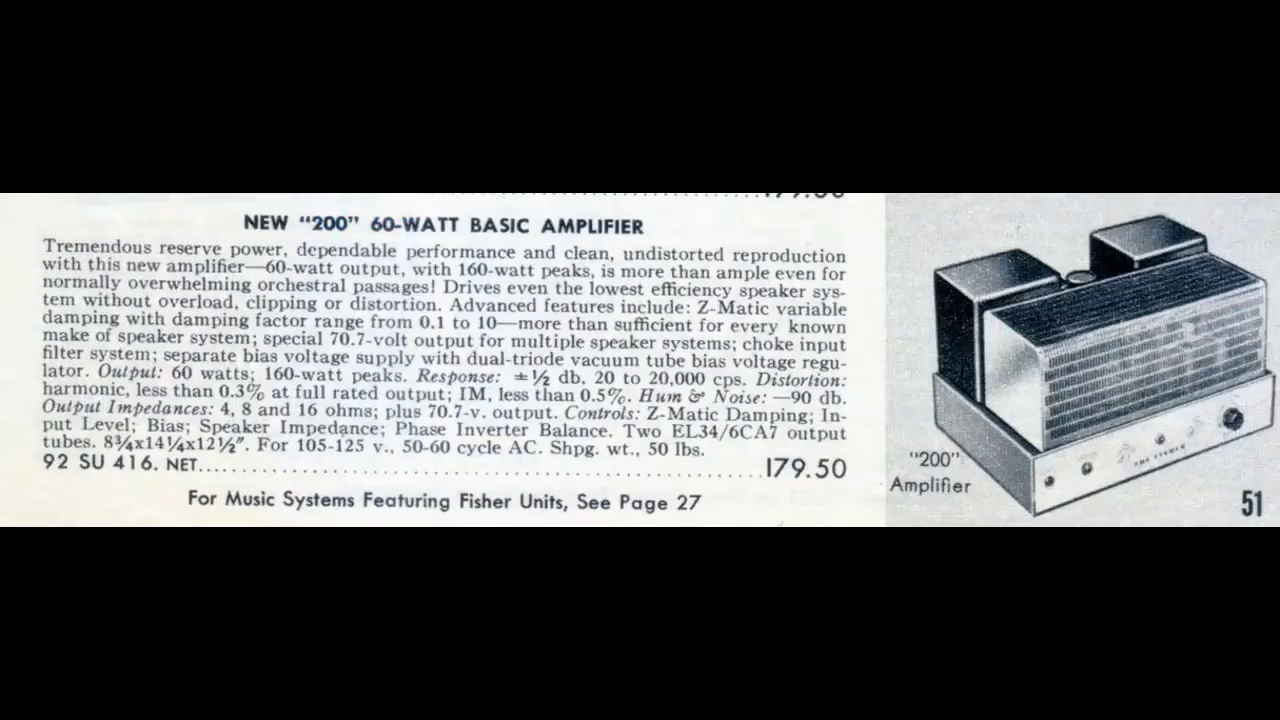 NEW "200" 60-WATT BASIC AMPLIFIER
Tremendous reserve power, dependable performance and clean, undistorted reproduction
with this new amplifier—60-watt output, with 160-watt peaks, is more than ample even for
normally overwhelming orchestral passages! Drives even the lowest efficiency speaker sys-
tem without overload, clipping or distortion. Advanced features include: Z-Matic variable
damping with damping factor range from 0.1 to 10—more than sufficient for every known
make of speaker system; special 70.7-volt output for multiple speaker systems; choke input
filter system; separate bias voltage supply with dual-triode vacuum tube bias voltage regu-
lator. Output: 60 watts; 160-watt peaks. Response: ±½ db, 20 to 20,000 cps. Distortion:
harmonic, less than 0.3% at full rated output; IM, less than 0.5%. Hum & Noise: —90 db.
Output Impedances: 4, 8 and 16 ohms; plus 70.7-v. output. Controls: Z-Matic Damping; In-
put Level; Bias; Speaker Impedance; Phase Inverter Balance. Two EL34/6CA7 output
tubes. 8¾x14¼x12½". For 105-125 v., 50-60 cycle AC. Shpg. wt., 50 lbs.
92 SU 416. NET..........179.50
For Music Systems Featuring Fisher Units, See Page 27
THE FISHER
"200"
Amplifier
51